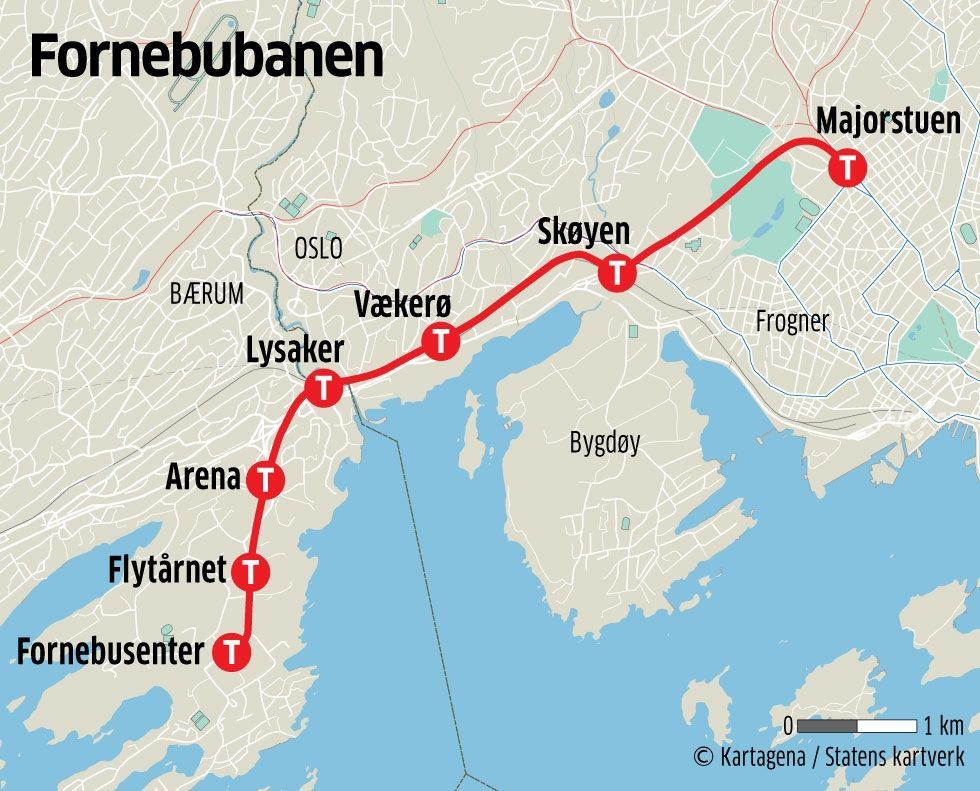 Fornebubanen
Majorstuen
T
Skøyen
T
OSLO
BÆRUM
Vækerø
T
Frogner
Lysaker
T
Bygdøy
Arena
T
Flytårnet
T
Fornebusenter
T
0 1 km
© Kartagena / Statens kartverk